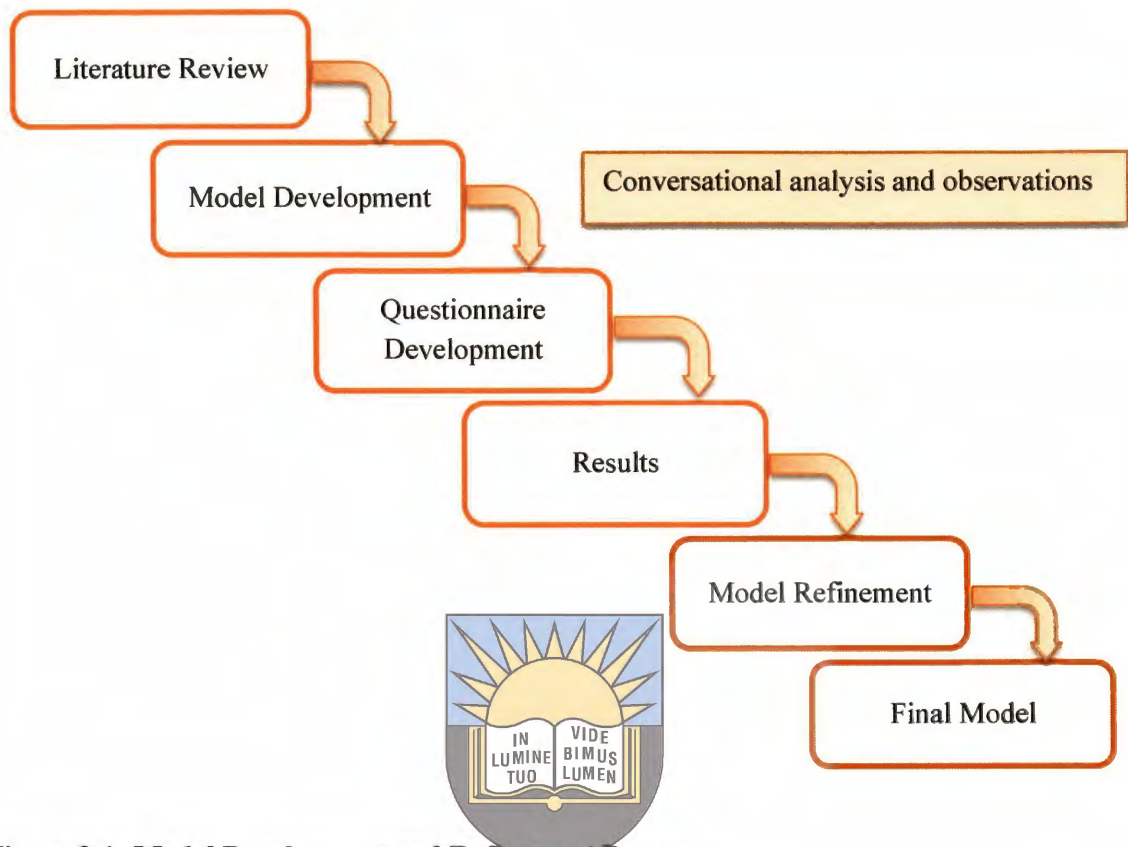 Literature Review
Model Development
Conversational analysis and observations
Questionnaire
Development
Results
Model Refinement
Final Model
IN
LUMINE
TUO
VIDE
BIMUS
LUMEN